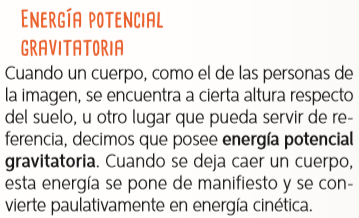 ENERGÍA POTENCIAL
GRAVITATORIA
Cuando un cuerpo, como el de las personas de
la imagen, se encuentra a cierta altura respecto
del suelo, u otro lugar que pueda servir de re-
ferencia, decimos que posee energía potencial
gravitatoria. Cuando se deja caer un cuerpo,
esta energía se pone de manifiesto y se con-
vierte paulativamente en energía cinética.